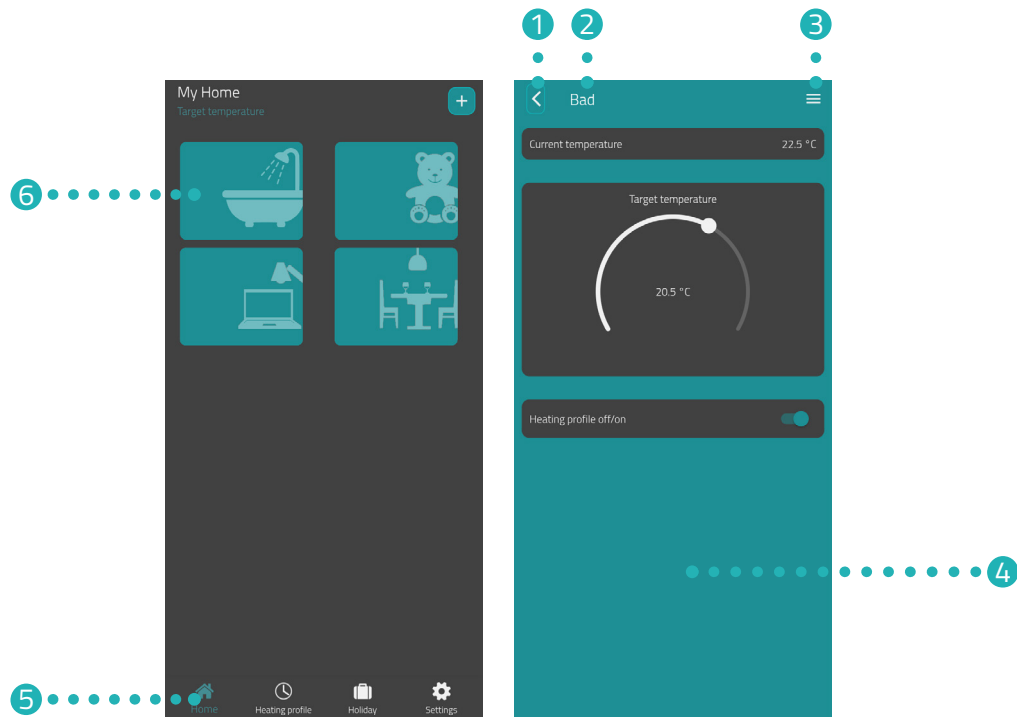 1 2 3
My Home
Target temperature
+
Bad
Current temperature 22.5 °C
6
Target temperature
20.5 °C
Heating profile off/on
4
5
Home Heating profile Holiday Settings